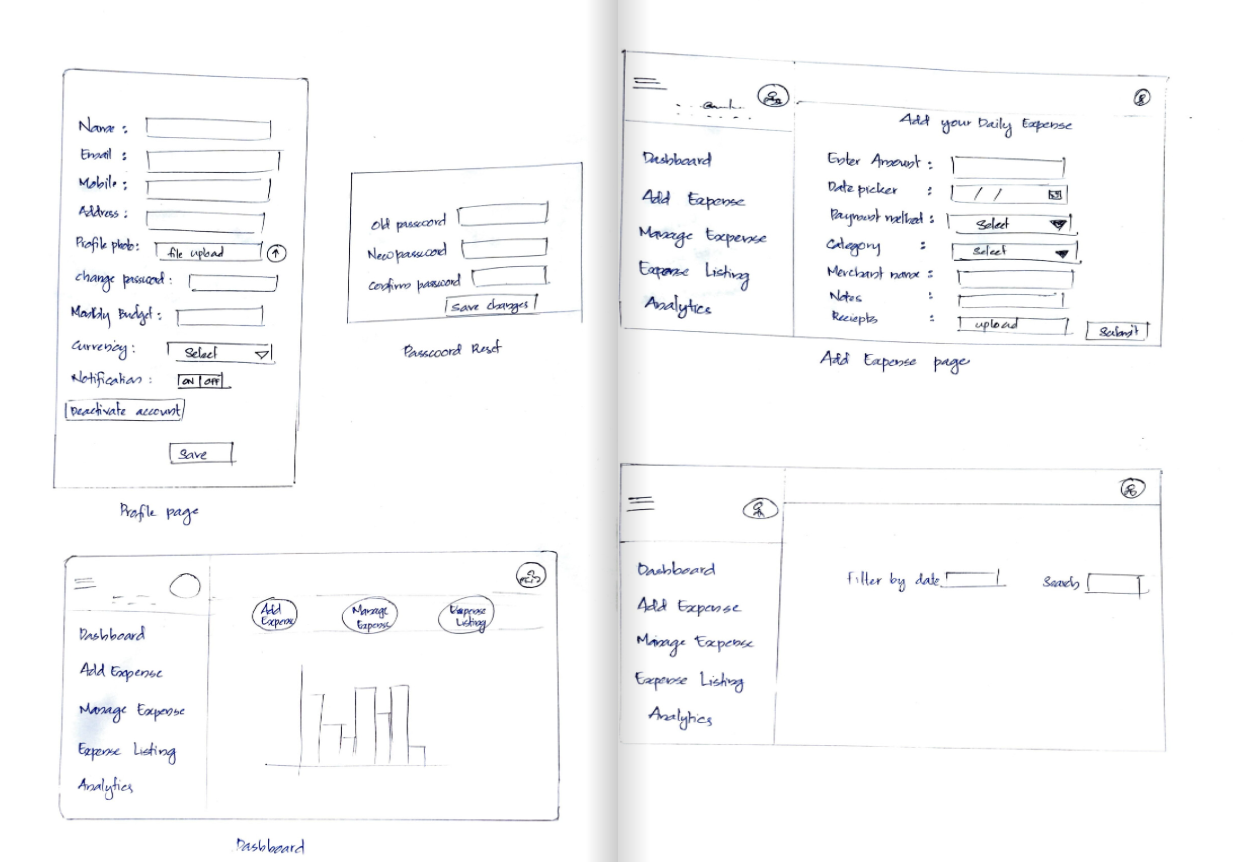 Name :
Email :
Mobile :
Address :
Profile photo : file upload
change password :
Monthly Budget :
Currency : Select
Notification : ON OFF
Deactivate account
Save
Profile page
Old password
New password
Confirm password
Save changes
Password Reset
Add Expense
Manage Expense
Expense Listing
Dashboard
Add Expense
Manage Expense
Expense Listing
Analytics
Dashboard
Add your Daily Expense
Dashboard
Add Expense
Manage Expense
Expense Listing
Analytics
Enter Amount :
Date picker : / /
Payment method : Select
Category : Select
Merchant name :
Notes :
Reciepts : upload
Submit
Add Expense page
Dashboard
Add Expense
Manage Expense
Expense Listing
Analytics
Filter by date
Search